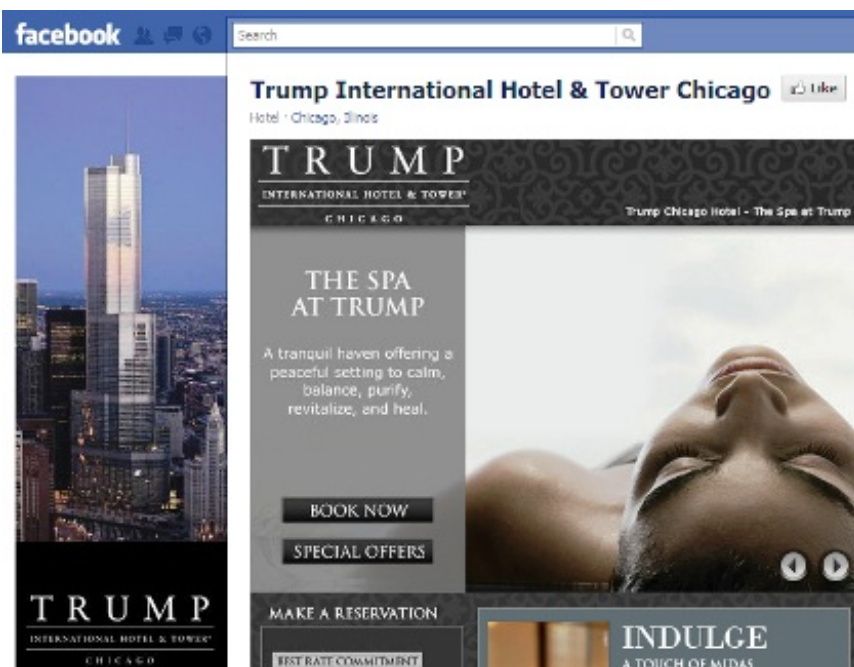 facebook
Search
Trump International Hotel & Tower Chicago
Like
Hotel · Chicago, Illinois
TRUMP
INTERNATIONAL HOTEL & TOWER®
CHICAGO
Trump Chicago Hotel - The Spa at Trump
THE SPA
AT TRUMP
A tranquil haven offering a
peaceful setting to calm,
balance, purify,
revitalize, and heal.
BOOK NOW
SPECIAL OFFERS
TRUMP
INTERNATIONAL HOTEL & TOWER®
CHICAGO
MAKE A RESERVATION
BEST RATE COMMITMENT
INDULGE
A TOUCH OF MIDAS